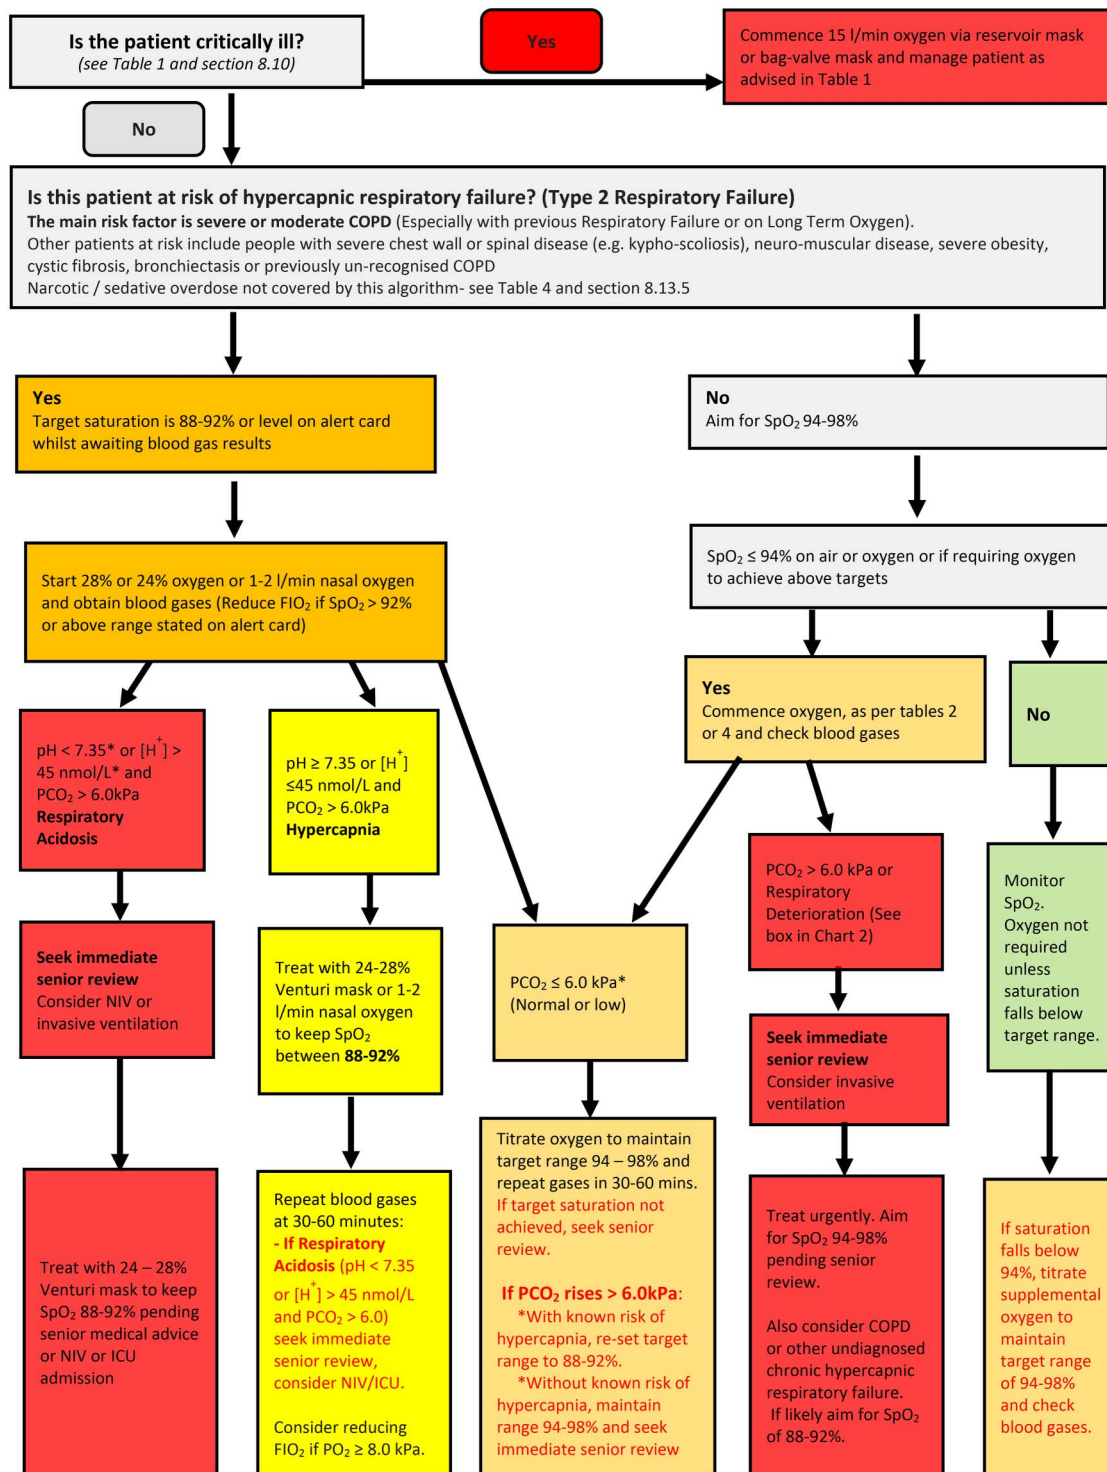 Is the patient critically ill?
(see Table 1 and section 8.10)
Yes
Commence 15 l/min oxygen via reservoir mask
or bag-valve mask and manage patient as
advised in Table 1
No
Is this patient at risk of hypercapnic respiratory failure? (Type 2 Respiratory Failure)
The main risk factor is severe or moderate COPD (Especially with previous Respiratory Failure or on Long Term Oxygen).
Other patients at risk include people with severe chest wall or spinal disease (e.g. kypho-scoliosis), neuro-muscular disease, severe obesity,
cystic fibrosis, bronchiectasis or previously un-recognised COPD
Narcotic / sedative overdose not covered by this algorithm- see Table 4 and section 8.13.5
Yes
Target saturation is 88-92% or level on alert card
whilst awaiting blood gas results
No
Aim for SpO₂ 94-98%
Start 28% or 24% oxygen or 1-2 l/min nasal oxygen
and obtain blood gases (Reduce FIO₂ if SpO₂ > 92%
or above range stated on alert card)
SpO₂ ≤ 94% on air or oxygen or if requiring oxygen
to achieve above targets
Yes
Commence oxygen, as per tables 2
or 4 and check blood gases
No
pH < 7.35* or [H⁺] >
45 nmol/L* and
PCO₂ > 6.0kPa
Respiratory
Acidosis
pH ≥ 7.35 or [H⁺]
≤45 nmol/L and
PCO₂ > 6.0kPa
Hypercapnia
PCO₂ ≤ 6.0 kPa*
(Normal or low)
PCO₂ > 6.0 kPa or
Respiratory
Deterioration (See
box in Chart 2)
Monitor
SpO₂.
Oxygen not
required
unless
saturation
falls below
target range.
Seek immediate
senior review
Consider NIV or
invasive ventilation
Treat with 24-28%
Venturi mask or 1-2
l/min nasal oxygen
to keep SpO₂
between 88-92%
Seek immediate
senior review
Consider invasive
ventilation
Treat with 24 – 28%
Venturi mask to keep
SpO₂ 88-92% pending
senior medical advice
or NIV or ICU
admission
Repeat blood gases
at 30-60 minutes:
- If Respiratory
Acidosis (pH < 7.35
or [H⁺] > 45 nmol/L
and PCO₂ > 6.0)
seek immediate
senior review,
consider NIV/ICU.
Consider reducing
FIO₂ if PO₂ ≥ 8.0 kPa.
Titrate oxygen to maintain
target range 94 – 98% and
repeat gases in 30-60 mins.
If target saturation not
achieved, seek senior
review.
If PCO₂ rises > 6.0kPa:
*With known risk of
hypercapnia, re-set target
range to 88-92%.
*Without known risk of
hypercapnia, maintain
range 94-98% and seek
immediate senior review
Treat urgently. Aim
for SpO₂ 94-98%
pending senior
review.
Also consider COPD
or other undiagnosed
chronic hypercapnic
respiratory failure.
If likely aim for SpO₂
of 88-92%.
If saturation
falls below
94%, titrate
supplemental
oxygen to
maintain
target range
of 94-98%
and check
blood gases.